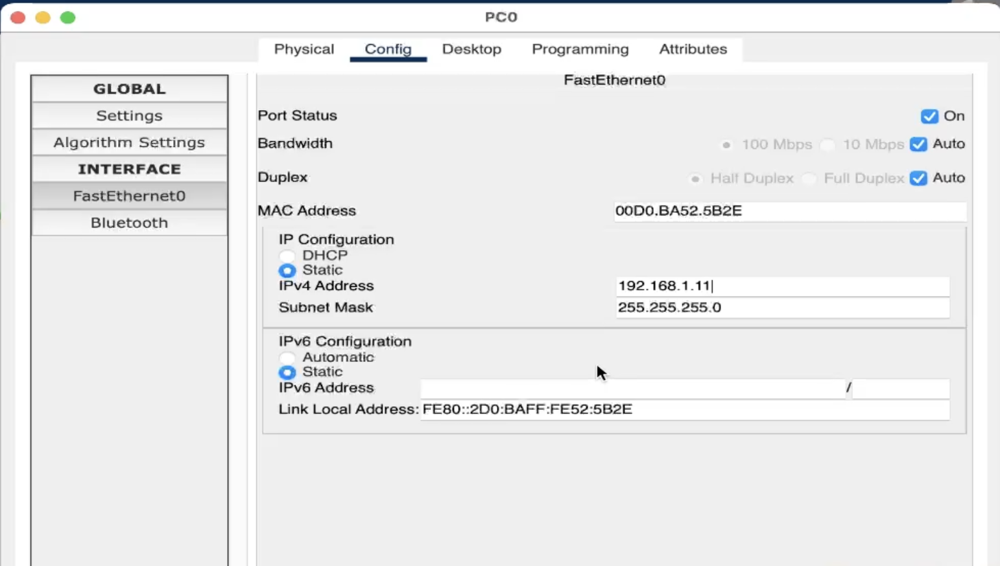 PC0
Physical Config Desktop Programming Attributes
GLOBAL
Settings
Algorithm Settings
INTERFACE
FastEthernet0
Bluetooth
FastEthernet0
Port Status On
Bandwidth 100 Mbps 10 Mbps Auto
Duplex Half Duplex Full Duplex Auto
MAC Address 00D0.BA52.5B2E
IP Configuration
DHCP
Static
IPv4 Address 192.168.1.11
Subnet Mask 255.255.255.0
IPv6 Configuration
Automatic
Static
IPv6 Address /
Link Local Address: FE80::2D0:BAFF:FE52:5B2E